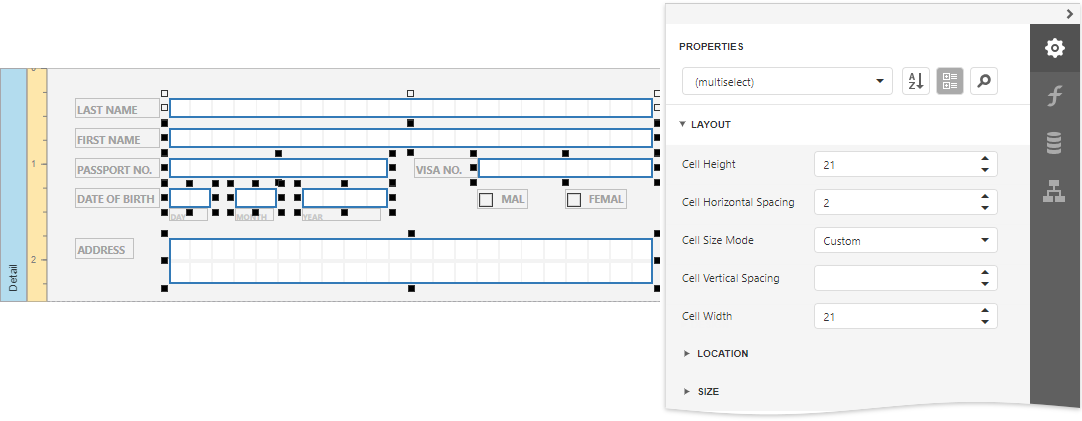 PROPERTIES
(multiselect)
A
Z
LAYOUT
Cell Height
21
Cell Horizontal Spacing
2
Cell Size Mode
Custom
Cell Vertical Spacing
Cell Width
21
LOCATION
SIZE
LAST NAME
FIRST NAME
1
PASSPORT NO.
VISA NO.
DATE OF BIRTH
MAL
FEMAL
DAY
MONTH
YEAR
ADDRESS
2
Detail